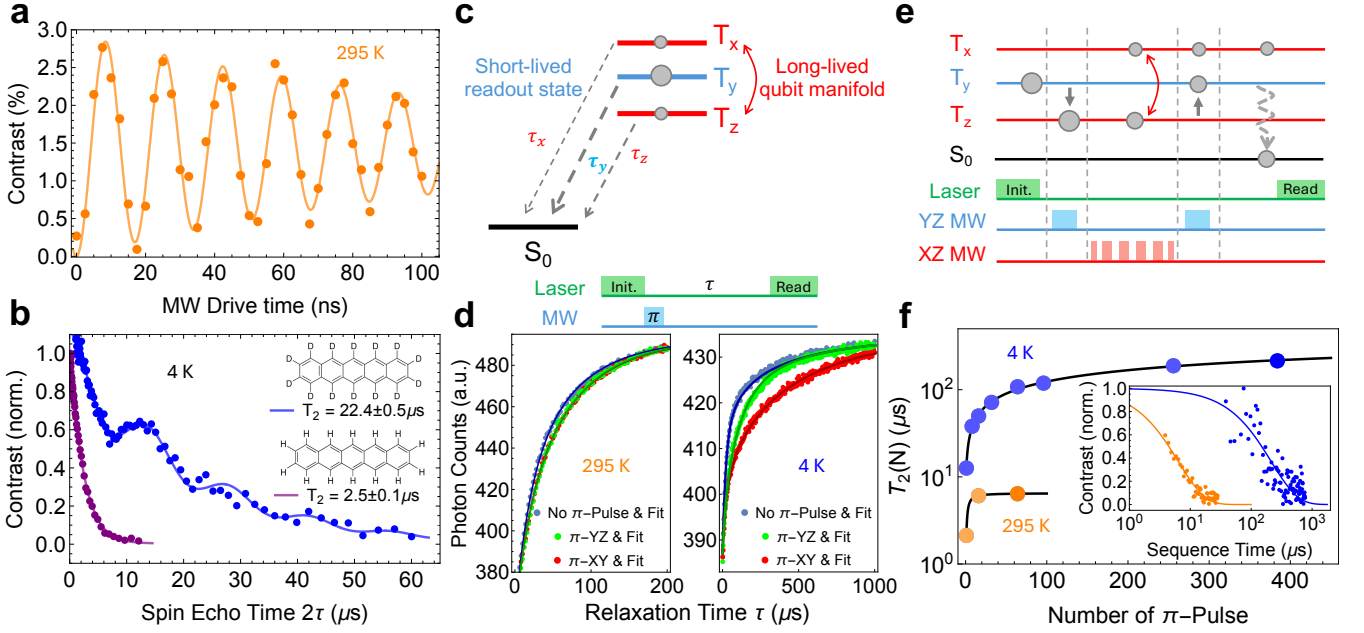 a
3.0
2.5
2.0
1.5
1.0
0.5
0.0
Contrast (%)
295 K
0
20
40
60
80
100
MW Drive time (ns)
b
1.0
0.8
0.6
0.4
0.2
0.0
Contrast (norm.)
4 K
D D D D D
D D
D D
D D D D D
T₂ = 22.4±0.5μs
H H H H H
H H
H H
H H H H H
T₂ = 2.5±0.1μs
0
10
20
30
40
50
60
Spin Echo Time 2τ (μs)
c
Tₓ
Short-lived
readout state
T_y
Long-lived
qubit manifold
T_z
τₓ
τ_y
τ_z
S₀
Laser
Init.
τ
Read
MW
π
d
480
460
440
420
400
380
Photon Counts (a.u.)
295 K
No π-Pulse & Fit
π-YZ & Fit
π-XY & Fit
0
100
200
430
420
410
400
390
4 K
No π-Pulse & Fit
π-YZ & Fit
π-XY & Fit
0
500
1000
Relaxation Time τ (μs)
e
Tₓ
T_y
T_z
S₀
Laser
Init.
Read
YZ MW
XZ MW
f
10²
10¹
10⁰
T₂(N) (μs)
4 K
295 K
1.0
0.8
0.6
0.4
0.2
0.0
Contrast (norm.)
10⁰
10¹
10²
10³
Sequence Time (μs)
0
100
200
300
400
Number of π-Pulse